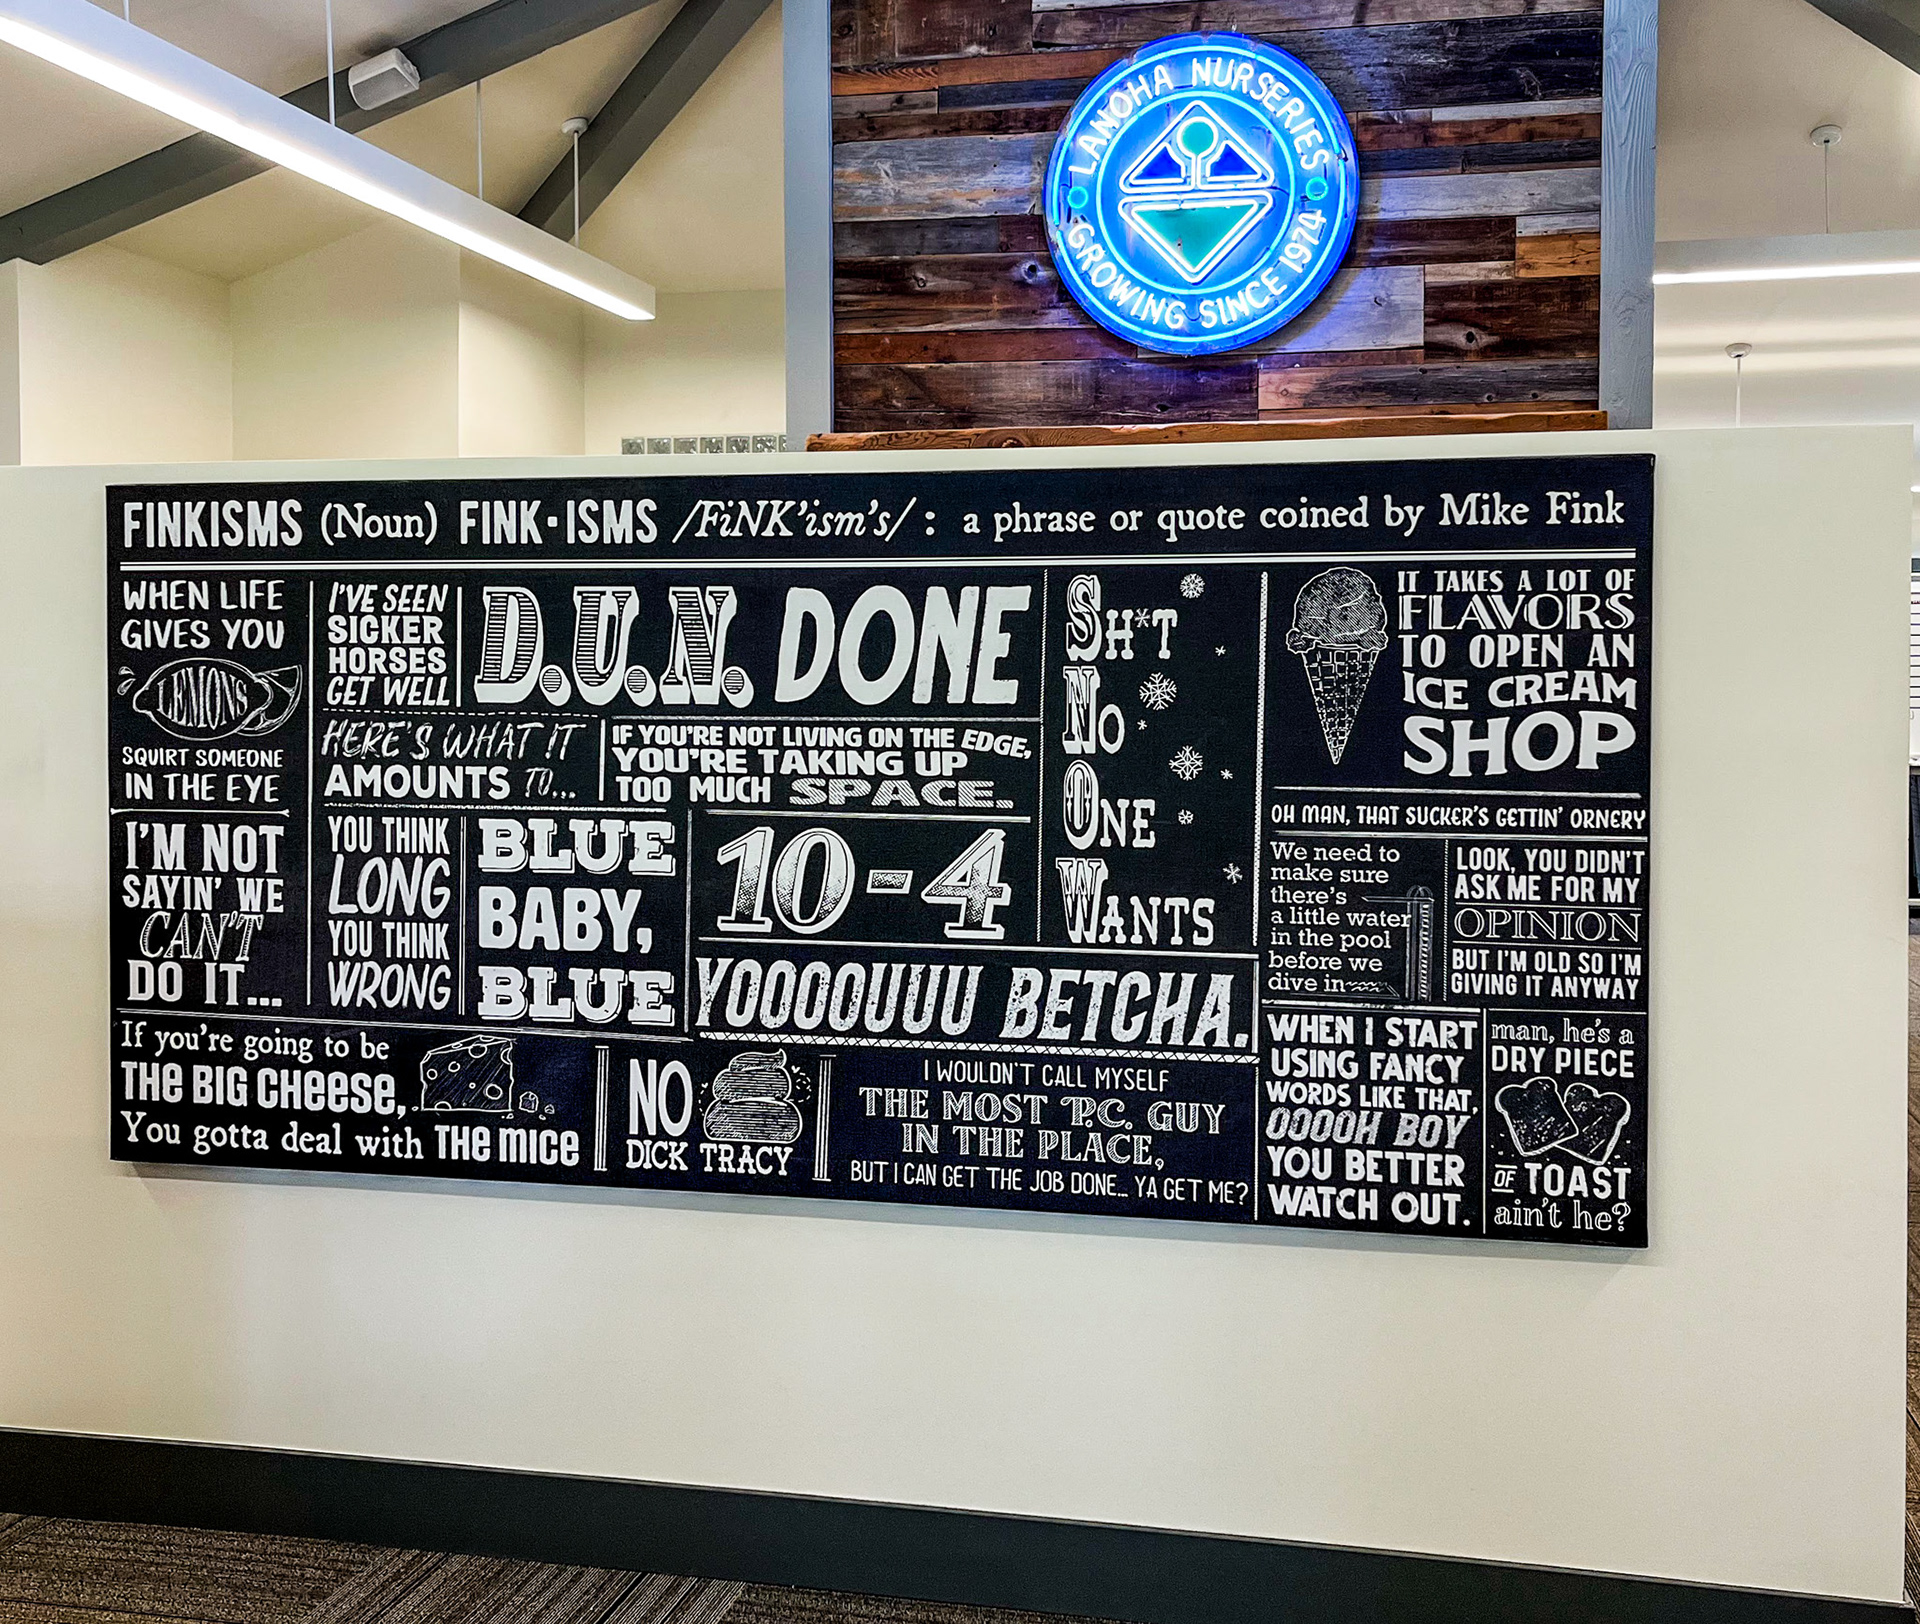 LANOHA NURSERIES
GROWING SINCE 1974
FINKISMS (Noun) FINK·ISMS /FiNK'ism's/ : a phrase or quote coined by Mike Fink
WHEN LIFE
GIVES YOU
LEMONS
SQUIRT SOMEONE
IN THE EYE
I'VE SEEN
SICKER
HORSES
GET WELL
D.U.N. DONE
HERE'S WHAT IT
AMOUNTS TO...
IF YOU'RE NOT LIVING ON THE EDGE,
YOU'RE TAKING UP
TOO MUCH SPACE.
SH*T
NO
ONE
WANTS
IT TAKES A LOT OF
FLAVORS
TO OPEN AN
ICE CREAM
SHOP
OH MAN, THAT SUCKER'S GETTIN' ORNERY
I'M NOT
SAYIN' WE
CAN'T
DO IT...
YOU THINK
LONG
YOU THINK
WRONG
BLUE
BABY,
BLUE
10-4
YOOOOUUU BETCHA.
We need to
make sure
there's
a little water
in the pool
before we
dive in
LOOK, YOU DIDN'T
ASK ME FOR MY
OPINION
BUT I'M OLD SO I'M
GIVING IT ANYWAY
If you're going to be
THE BIG CHEESE,
You gotta deal with THE MICE
NO
DICK TRACY
I WOULDN'T CALL MYSELF
THE MOST P.C. GUY
IN THE PLACE,
BUT I CAN GET THE JOB DONE... YA GET ME?
WHEN I START
USING FANCY
WORDS LIKE THAT,
OOOOH BOY
YOU BETTER
WATCH OUT.
man, he's a
DRY PIECE
OF TOAST
ain't he?